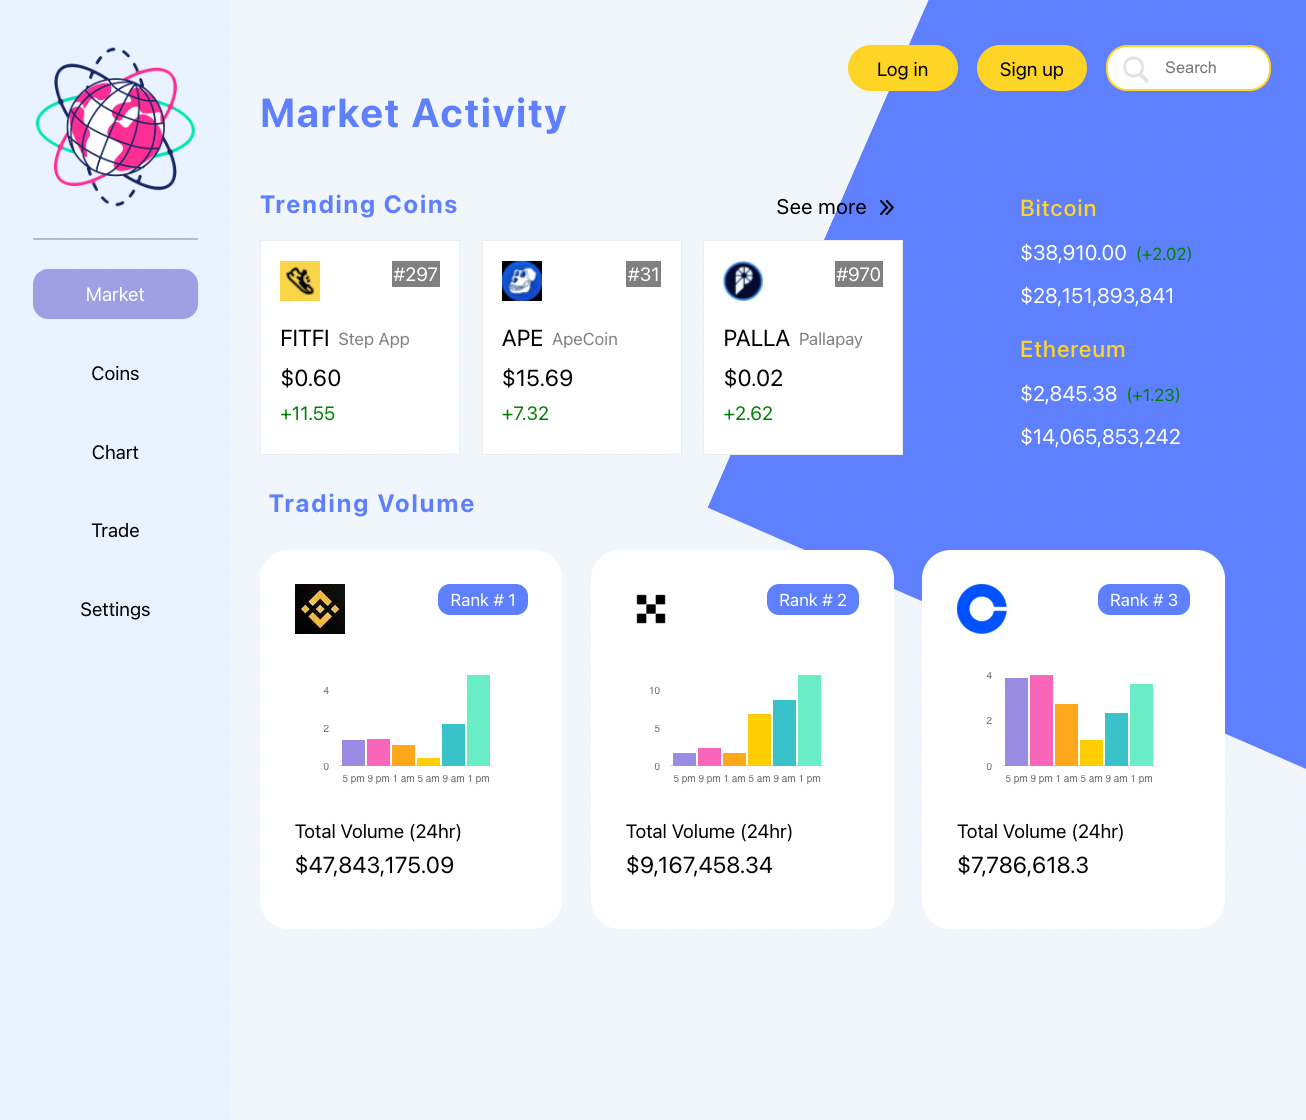 Log in
Sign up
Search
Market Activity
Market
Coins
Chart
Trade
Settings
Trending Coins
See more
#297
FITFI Step App
$0.60
+11.55
#31
APE ApeCoin
$15.69
+7.32
#970
PALLA Pallapay
$0.02
+2.62
Bitcoin
$38,910.00 (+2.02)
$28,151,893,841
Ethereum
$2,845.38 (+1.23)
$14,065,853,242
Trading Volume
Rank # 1
4
2
0
5 pm 9 pm 1 am 5 am 9 am 1 pm
Total Volume (24hr)
$47,843,175.09
Rank # 2
10
5
0
5 pm 9 pm 1 am 5 am 9 am 1 pm
Total Volume (24hr)
$9,167,458.34
Rank # 3
4
2
0
5 pm 9 pm 1 am 5 am 9 am 1 pm
Total Volume (24hr)
$7,786,618.3